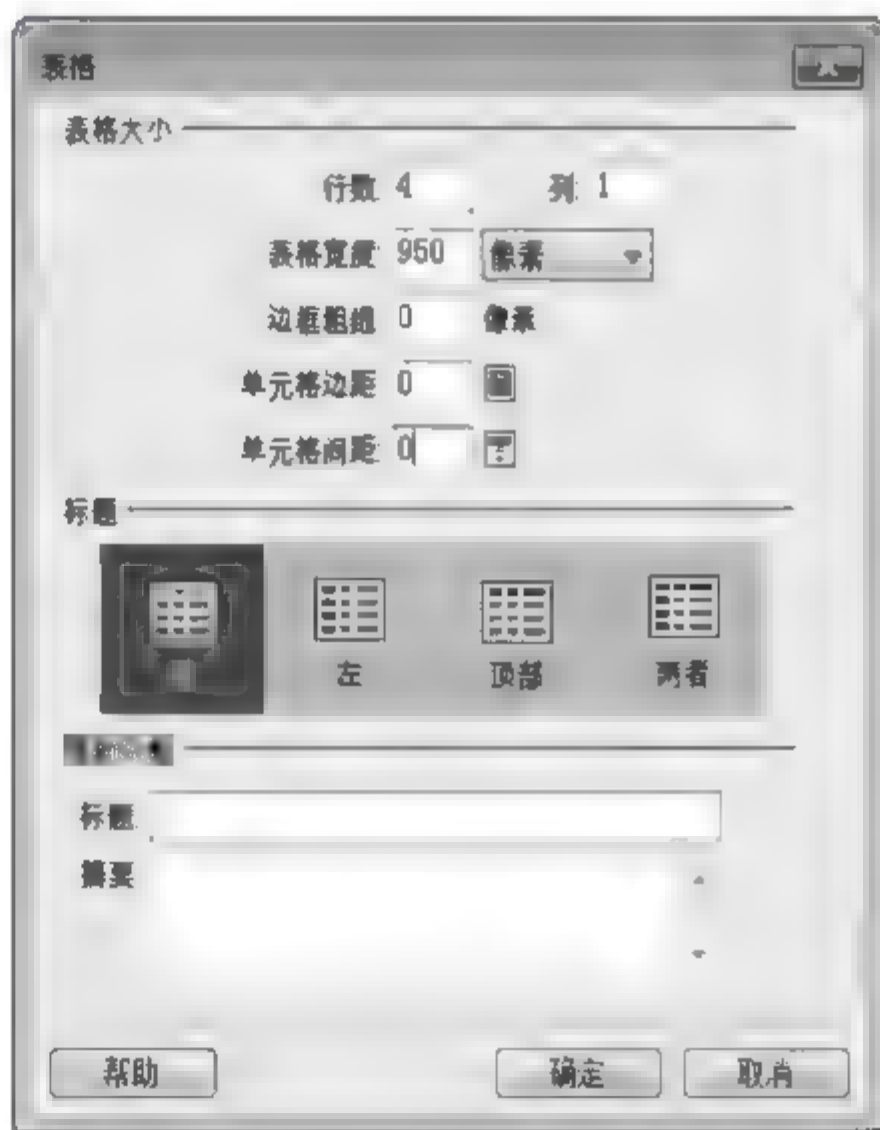 表格
表格大小
行数 4 列: 1
表格宽度 950 像素
边框粗细 0 像素
单元格边距 0
单元格间距 0
标题
左 顶部 两者
标题
摘要
帮助 确定 取消